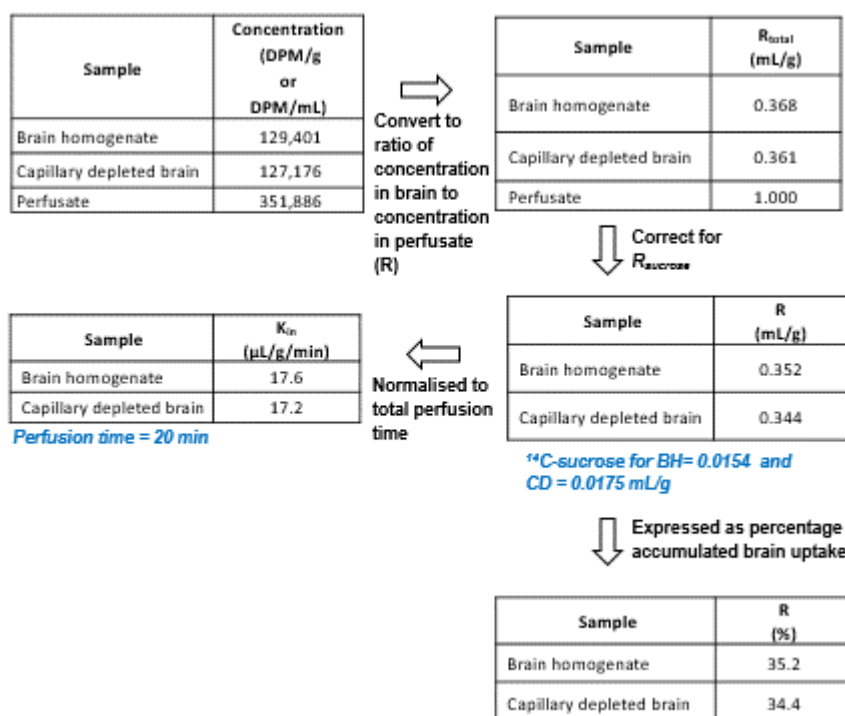 Sample
Concentration
(DPM/g
or
DPM/mL)
Brain homogenate 129,401
Capillary depleted brain 127,176
Perfusate 351,886
Convert to
ratio of
concentration
in brain to
concentration
in perfusate
(R)
Sample
Rtotal
(mL/g)
Brain homogenate 0.368
Capillary depleted brain 0.361
Perfusate 1.000
Correct for
Rsucrose
Sample
R
(mL/g)
Brain homogenate 0.352
Capillary depleted brain 0.344
14C-sucrose for BH= 0.0154 and
CD = 0.0175 mL/g
Normalised to
total perfusion
time
Sample
Kin
(µL/g/min)
Brain homogenate 17.6
Capillary depleted brain 17.2
Perfusion time = 20 min
Expressed as percentage
accumulated brain uptake
Sample
R
(%)
Brain homogenate 35.2
Capillary depleted brain 34.4